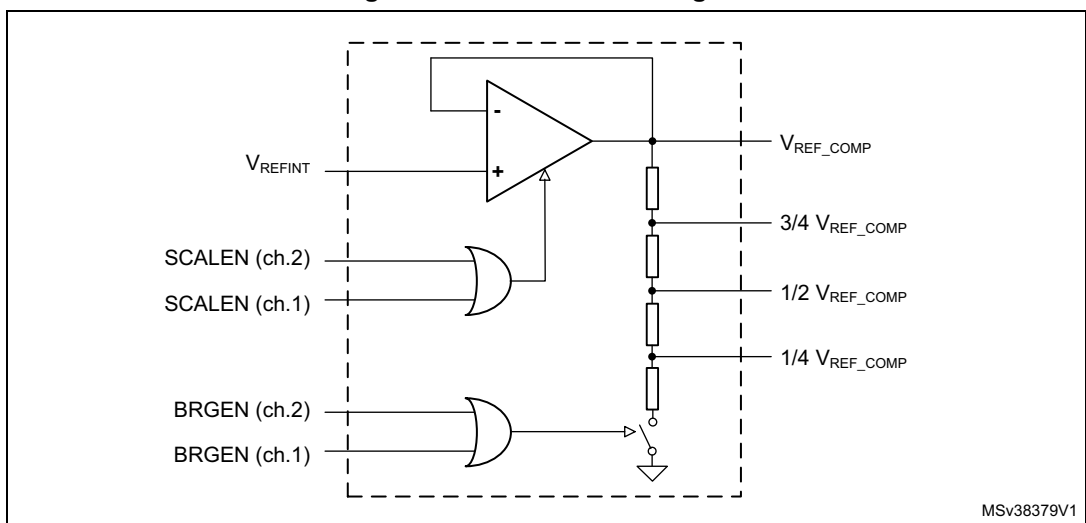 -
V_REFINT
+
V_REF_COMP
3/4 V_REF_COMP
SCALEN (ch.2)
SCALEN (ch.1)
1/2 V_REF_COMP
1/4 V_REF_COMP
BRGEN (ch.2)
BRGEN (ch.1)
MSv38379V1